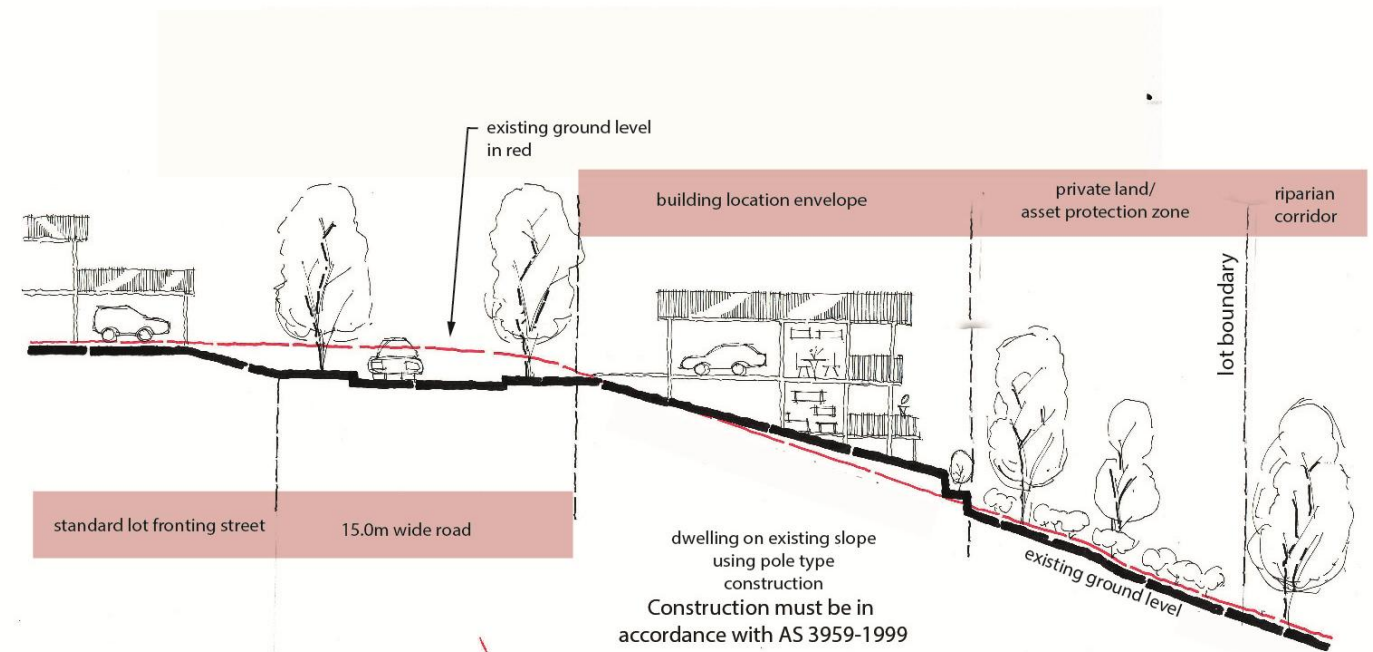 existing ground level
in red
building location envelope
private land/
asset protection zone
riparian
corridor
lot boundary
standard lot fronting street
15.0m wide road
dwelling on existing slope
using pole type
construction
Construction must be in
accordance with AS 3959-1999
existing ground level